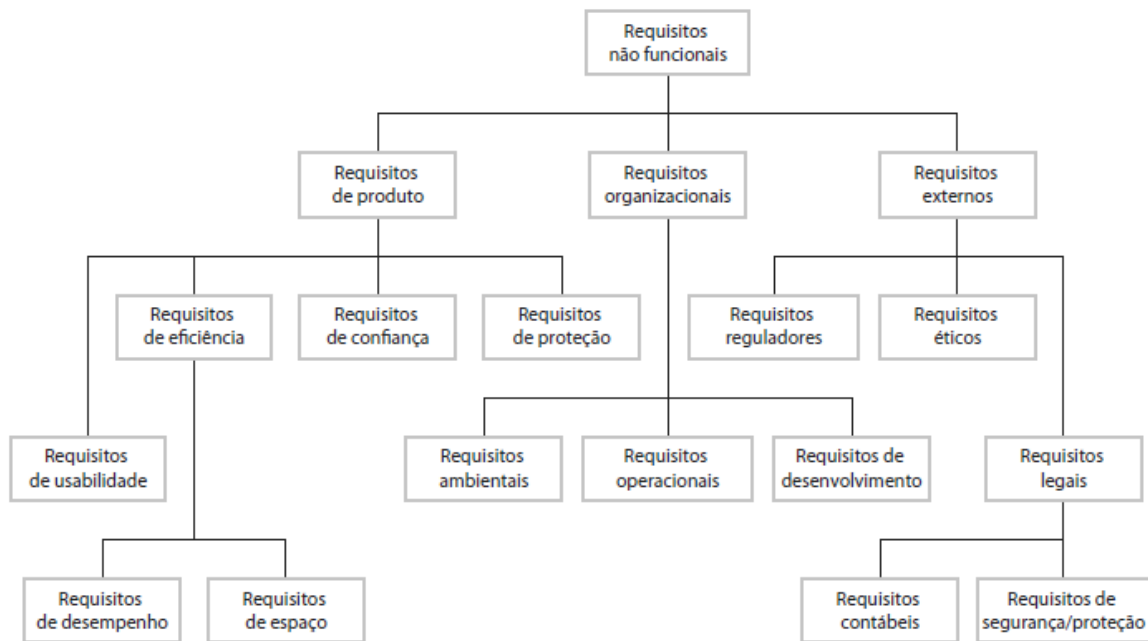 Requisitos
não funcionais
Requisitos
de produto
Requisitos
organizacionais
Requisitos
externos
Requisitos
de eficiência
Requisitos
de confiança
Requisitos
de proteção
Requisitos
reguladores
Requisitos
éticos
Requisitos
de usabilidade
Requisitos
ambientais
Requisitos
operacionais
Requisitos de
desenvolvimento
Requisitos
legais
Requisitos
de desempenho
Requisitos
de espaço
Requisitos
contábeis
Requisitos de
segurança/proteção